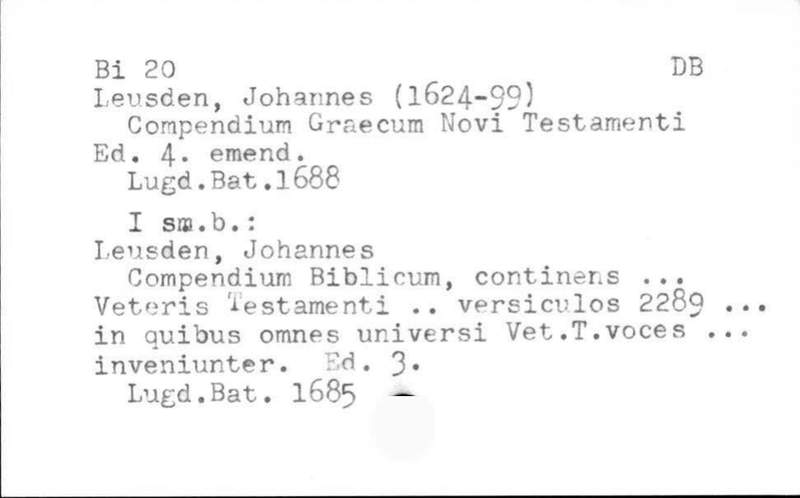 Bi 20 DB
Leusden, Johannes (1624-99)
Compendium Graecum Novi Testamenti
Ed. 4. emend.
Lugd.Bat.1688
I sm.b.:
Leusden, Johannes
Compendium Biblicum, continens ...
Veteris Testamenti .. versiculos 2289 ...
in quibus omnes universi Vet.T.voces ...
inveniunter. Ed. 3.
Lugd.Bat. 1685